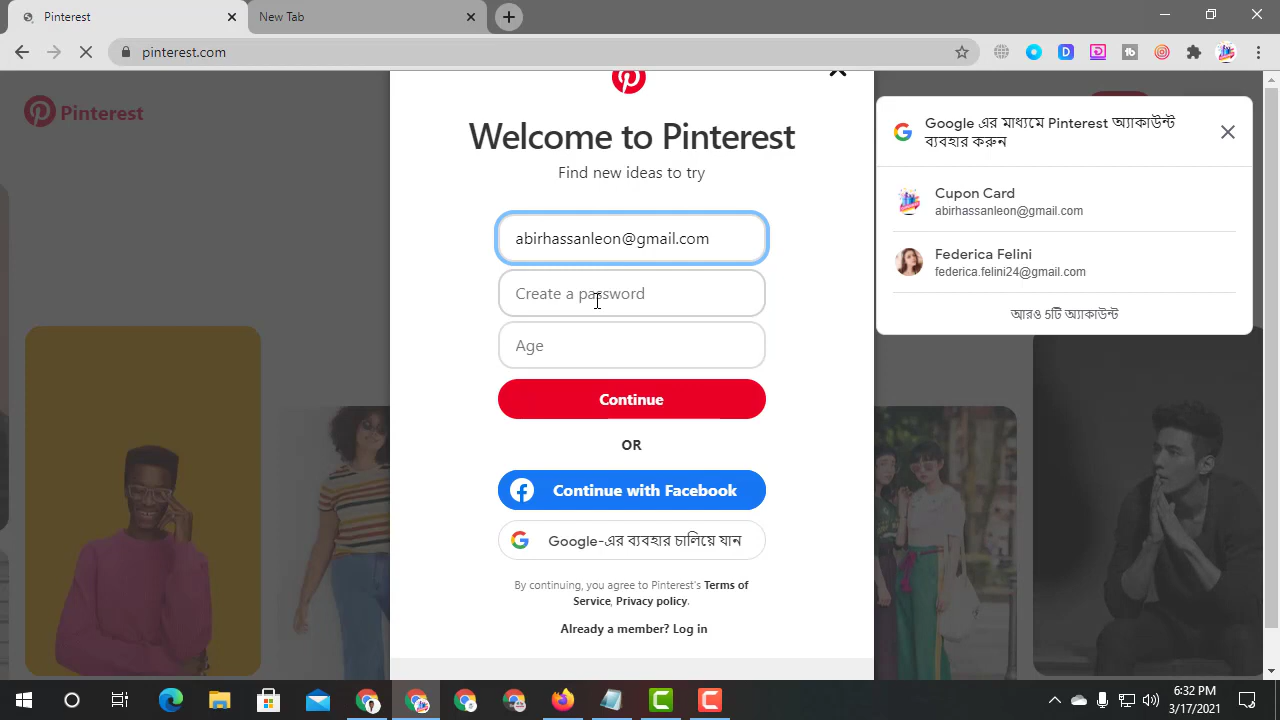 Pinterest
New Tab
pinterest.com
Pinterest
Welcome to Pinterest
Find new ideas to try
abirhassanleon@gmail.com
Create a password
Age
Continue
OR
Continue with Facebook
Google-এর ব্যবহার চালিয়ে যান
By continuing, you agree to Pinterest's Terms of
Service, Privacy policy.
Already a member? Log in
Google এর মাধ্যমে Pinterest অ্যাকাউন্ট
ব্যবহার করুন
Cupon Card
abirhassanleon@gmail.com
Federica Felini
federica.felini24@gmail.com
আরও 5টি অ্যাকাউন্ট
6:32 PM
3/17/2021